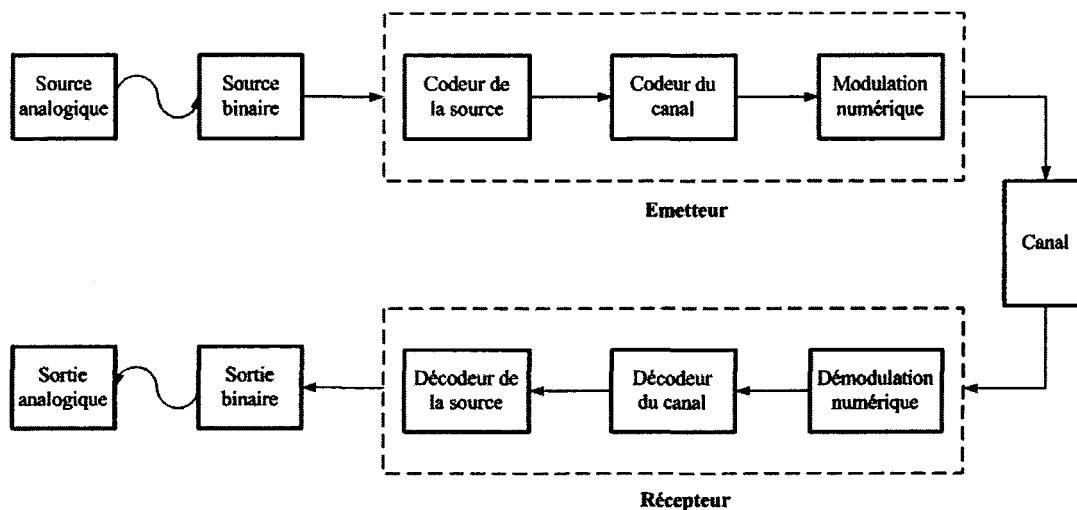 Source
analogique
Source
binaire
Codeur de
la source
Codeur du
canal
Modulation
numérique
Emetteur
Canal
Sortie
analogique
Sortie
binaire
Décodeur de
la source
Décodeur
du canal
Démodulation
numérique
Récepteur